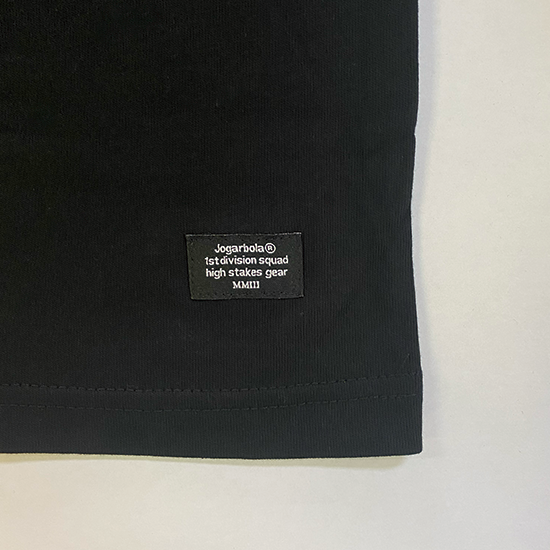 Jogarbola®
1st division squad
high stakes gear
MMIII